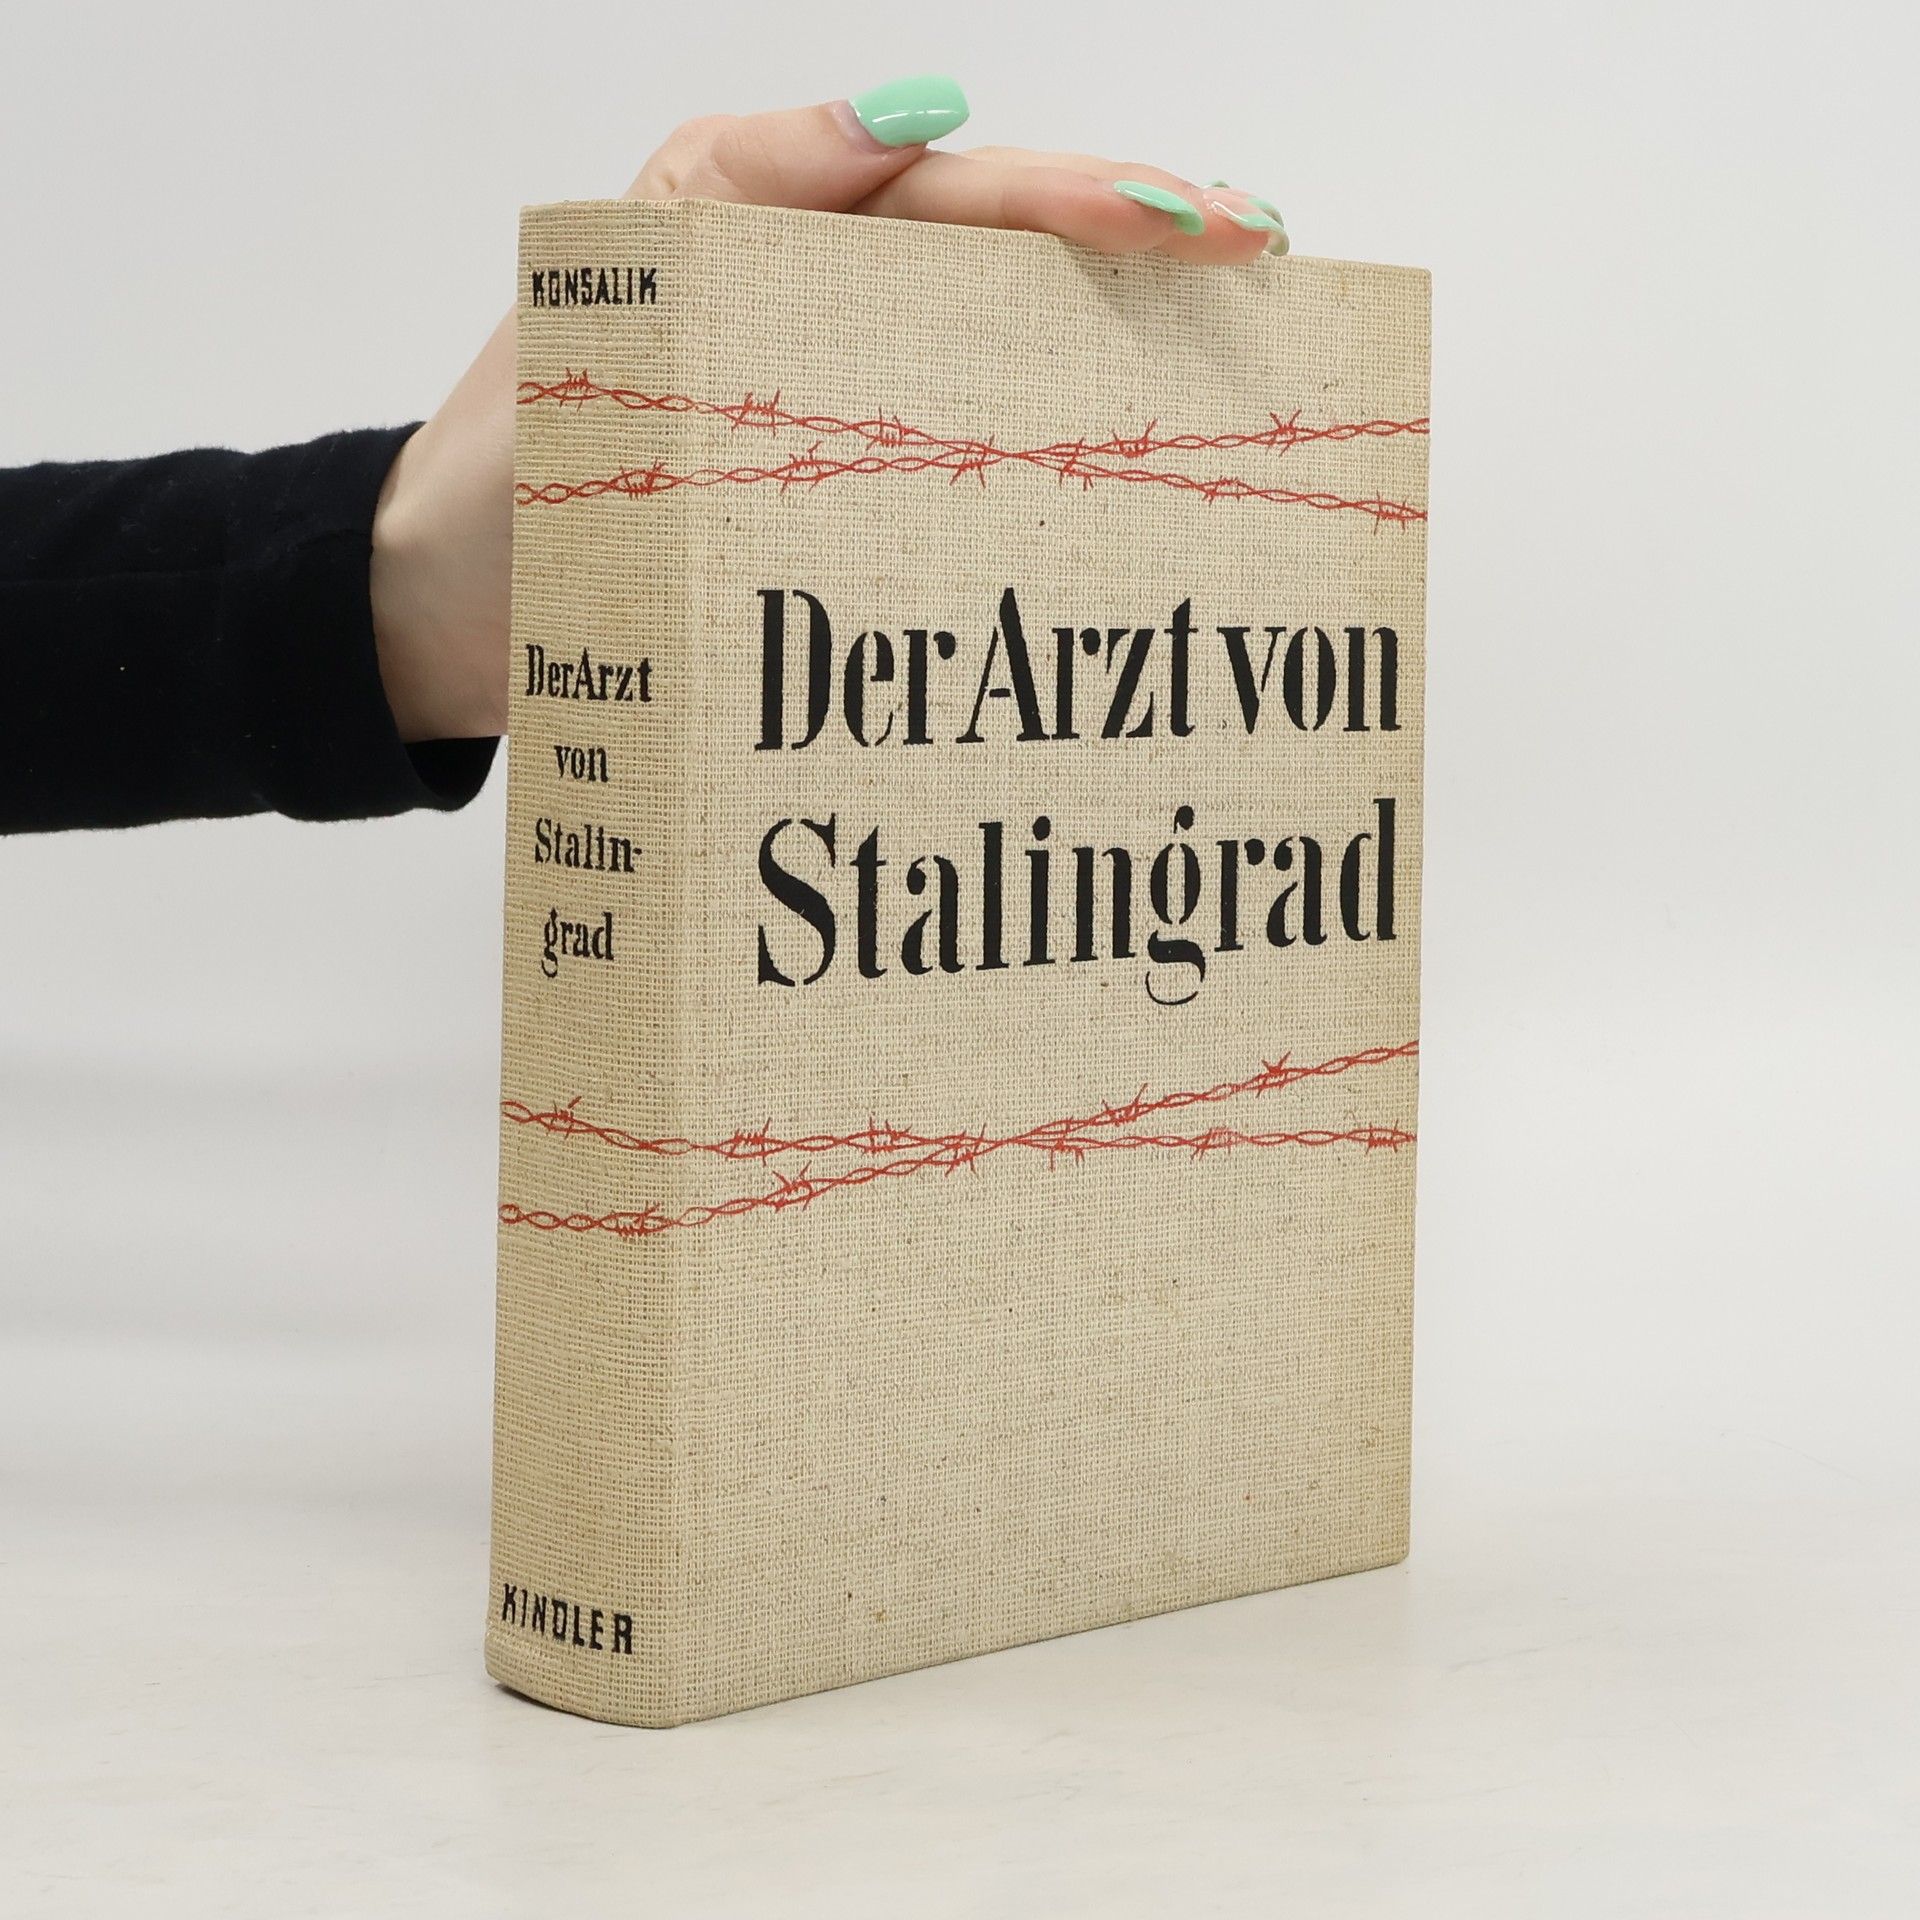 KONSALIK
Der Arzt
von
Stalin-
grad
KINDLER
Der Arzt von
Stalingrad